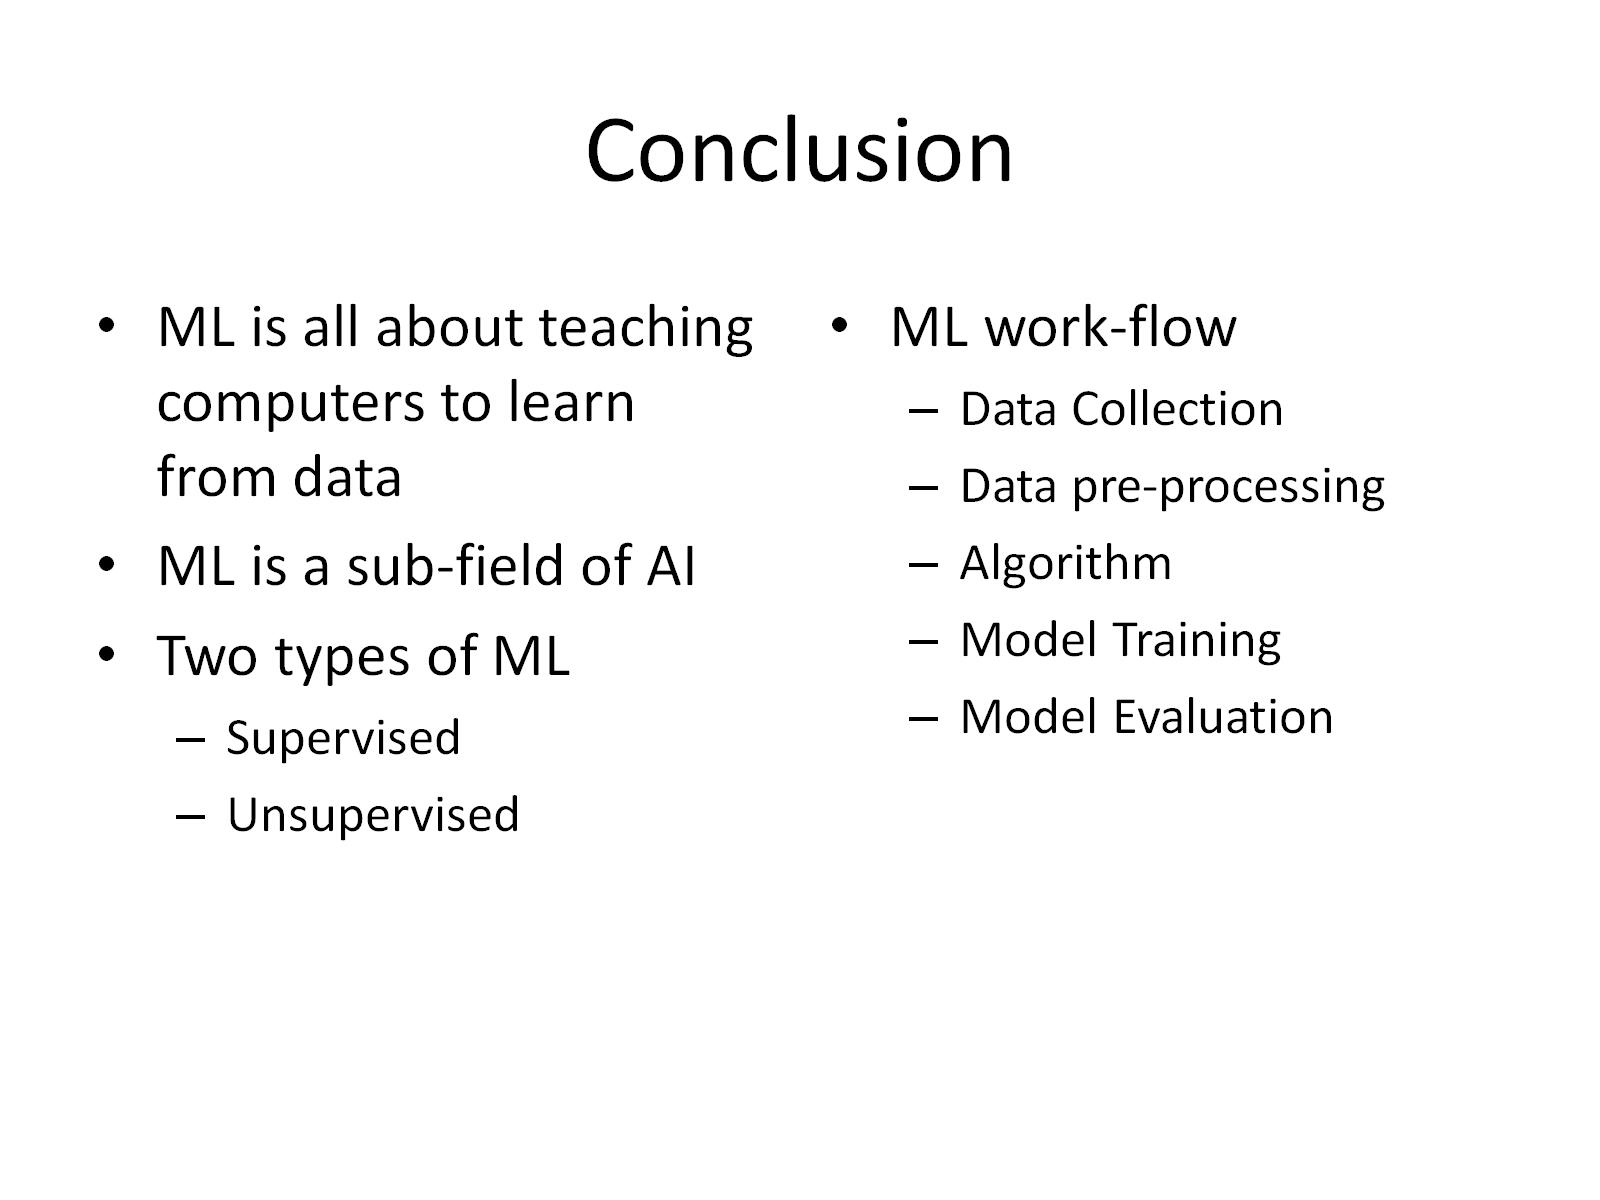 Conclusion
• ML is all about teaching
computers to learn
from data
• ML is a sub-field of AI
• Two types of ML
– Supervised
– Unsupervised
• ML work-flow
– Data Collection
– Data pre-processing
– Algorithm
– Model Training
– Model Evaluation